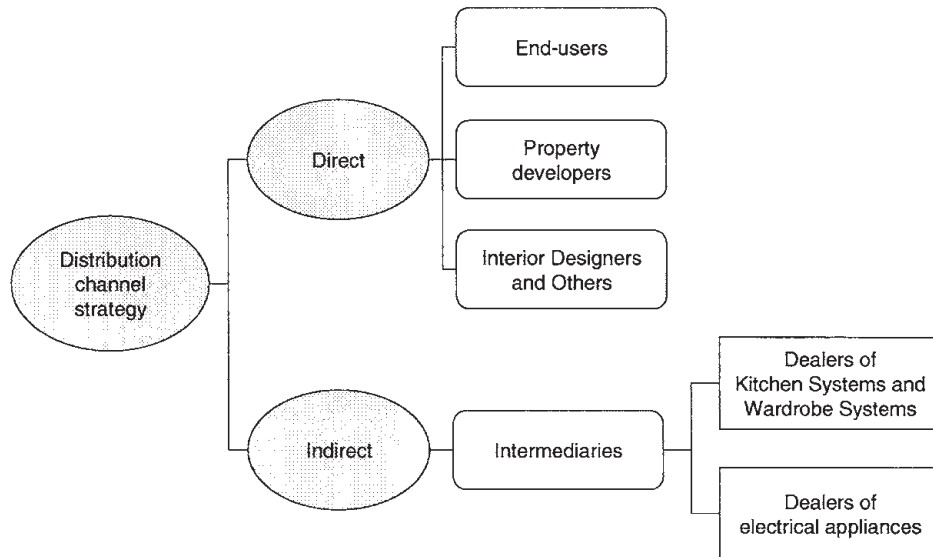 End-users
Direct
Property
developers
Interior Designers
and Others
Distribution
channel
strategy
Indirect
Intermediaries
Dealers of
Kitchen Systems and
Wardrobe Systems
Dealers of
electrical appliances